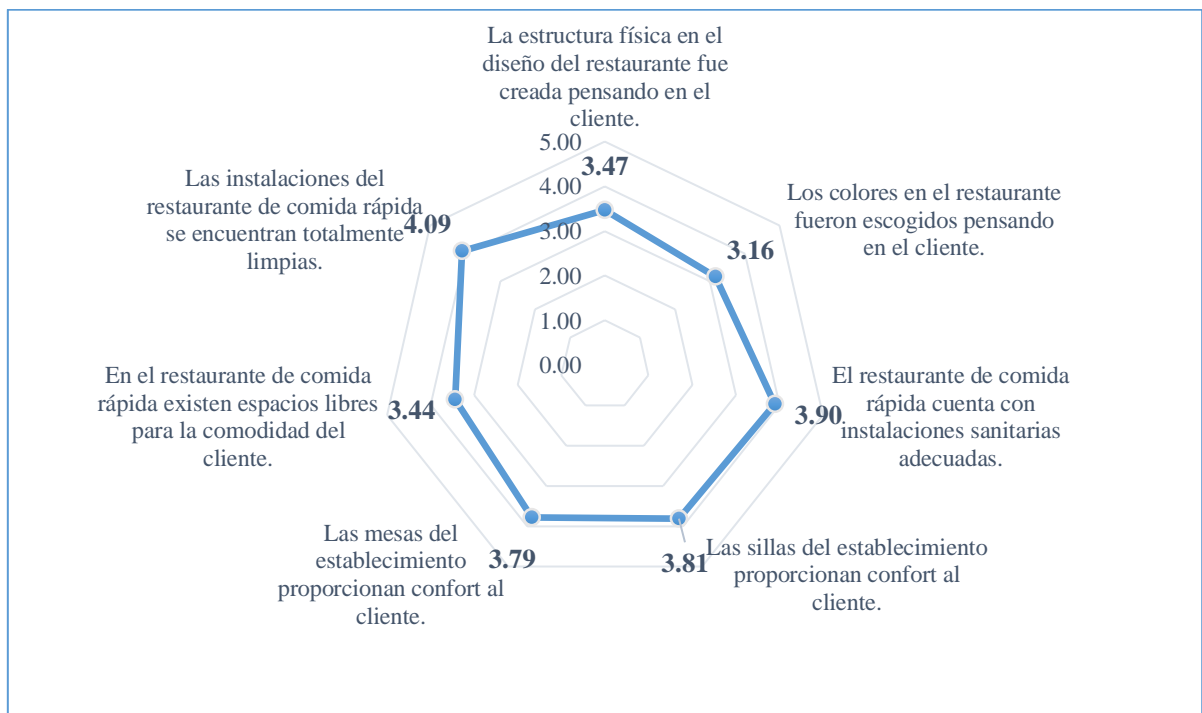 La estructura física en el
diseño del restaurante fue
creada pensando en el
cliente.
5.00
3.47
4.00
3.00
2.00
1.00
0.00
Los colores en el restaurante
fueron escogidos pensando
en el cliente.
3.16
El restaurante de comida
rápida cuenta con
instalaciones sanitarias
adecuadas.
3.90
Las sillas del establecimiento
proporcionan confort al
cliente.
3.81
Las mesas del
establecimiento
proporcionan confort al
cliente.
3.79
En el restaurante de comida
rápida existen espacios libres
para la comodidad del
cliente.
3.44
Las instalaciones del
restaurante de comida rápida
se encuentran totalmente
limpias.
4.09